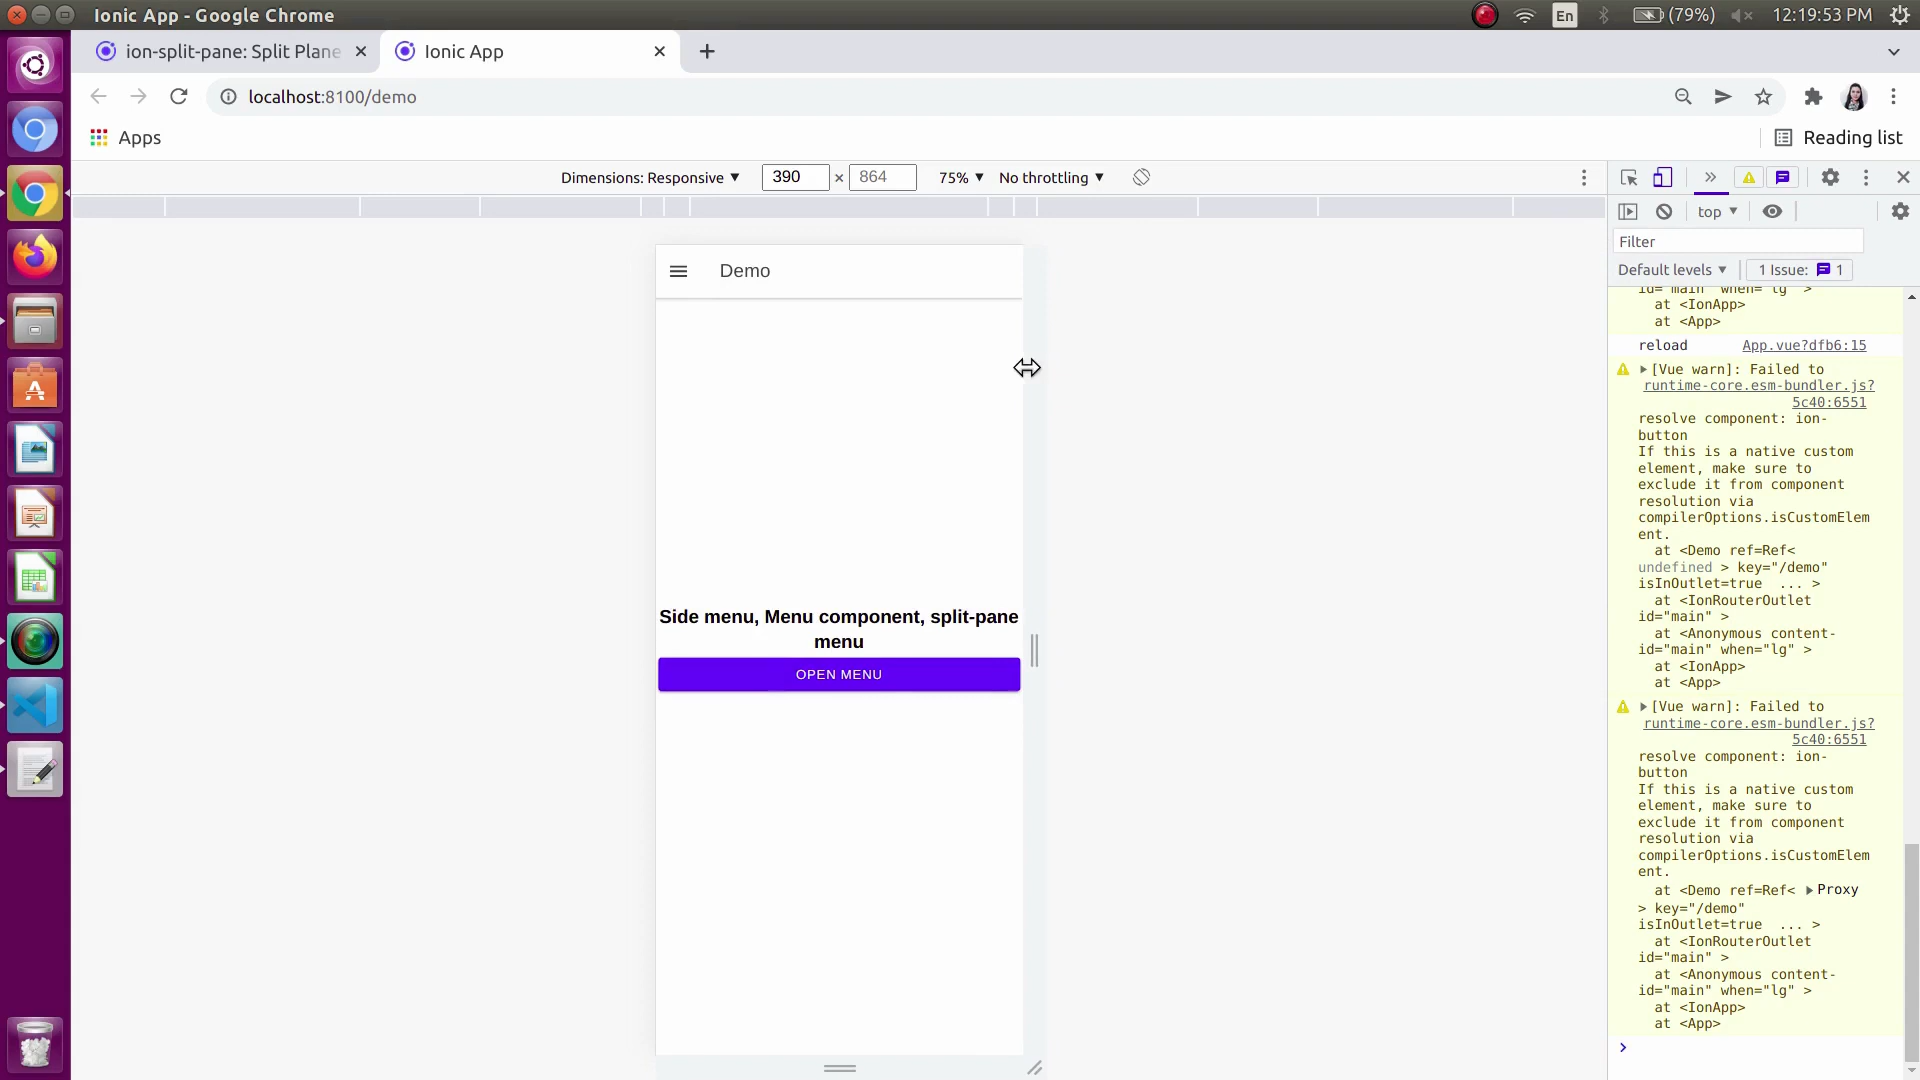 Ionic App - Google Chrome
En
(79%)
12:19:53 PM
ion-split-pane: Split Plane
Ionic App
localhost:8100/demo
Apps
Reading list
Dimensions: Responsive
390
×
864
75%
No throttling
top
Filter
Default levels
1 Issue:
1
Demo
Side menu, Menu component, split-pane
menu
OPEN MENU
id="main" when="lg" >
at <IonApp>
at <App>
reload App.vue?dfb6:15
[Vue warn]: Failed to
runtime-core.esm-bundler.js?
5c40:6551
resolve component: ion-
button
If this is a native custom
element, make sure to
exclude it from component
resolution via
compilerOptions.isCustomElem
ent.
at <Demo ref=Ref<
undefined > key="/demo"
isInOutlet=true ... >
at <IonRouterOutlet
id="main" >
at <Anonymous content-
id="main" when="lg" >
at <IonApp>
at <App>
[Vue warn]: Failed to
runtime-core.esm-bundler.js?
5c40:6551
resolve component: ion-
button
If this is a native custom
element, make sure to
exclude it from component
resolution via
compilerOptions.isCustomElem
ent.
at <Demo ref=Ref< Proxy
> key="/demo"
isInOutlet=true ... >
at <IonRouterOutlet
id="main" >
at <Anonymous content-
id="main" when="lg" >
at <IonApp>
at <App>